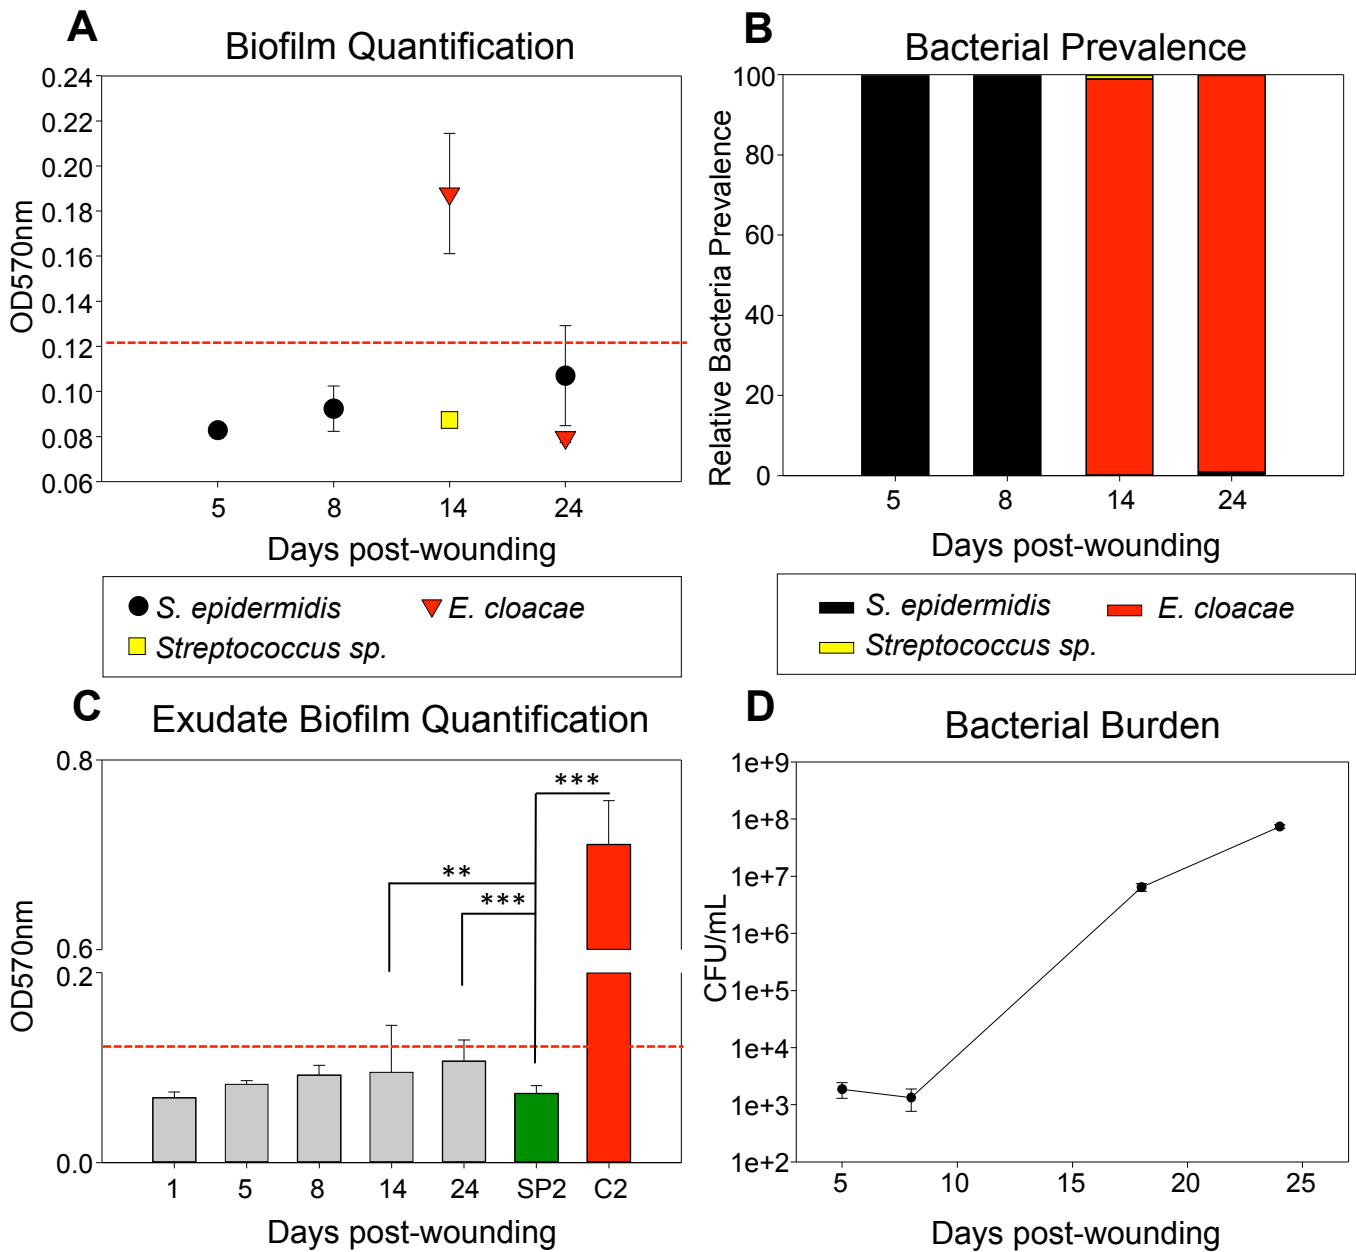 A
Biofilm Quantification
0.24
0.22
0.20
0.18
0.16
0.14
0.12
0.10
0.08
0.06
OD570nm
5 8 14 24
Days post-wounding
S. epidermidis
E. cloacae
Streptococcus sp.
B
Bacterial Prevalence
100
80
60
40
20
0
Relative Bacteria Prevalence
5 8 14 24
Days post-wounding
S. epidermidis
E. cloacae
Streptococcus sp.
C
Exudate Biofilm Quantification
0.8
0.6
0.2
0.0
OD570nm
***
**
***
1 5 8 14 24 SP2 C2
Days post-wounding
D
Bacterial Burden
1e+9
1e+8
1e+7
1e+6
1e+5
1e+4
1e+3
1e+2
CFU/mL
5 10 15 20 25
Days post-wounding